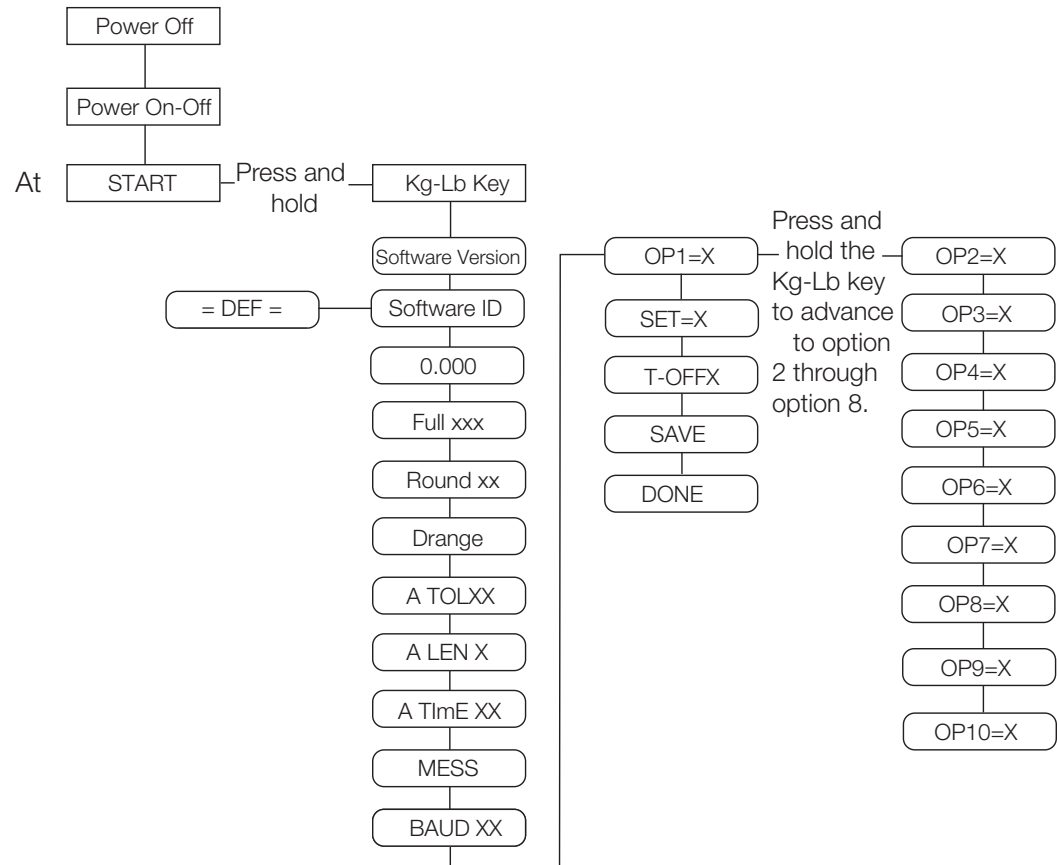 Power Off
Power On-Off
At
START
Press and
hold
Kg-Lb Key
Software Version
= DEF =
Software ID
0.000
Full xxx
Round xx
Drange
A TOLXX
A LEN X
A TImE XX
MESS
BAUD XX
OP1=X
SET=X
T-OFFX
SAVE
DONE
Press and
hold the
Kg-Lb key
to advance
to option
2 through
option 8.
OP2=X
OP3=X
OP4=X
OP5=X
OP6=X
OP7=X
OP8=X
OP9=X
OP10=X